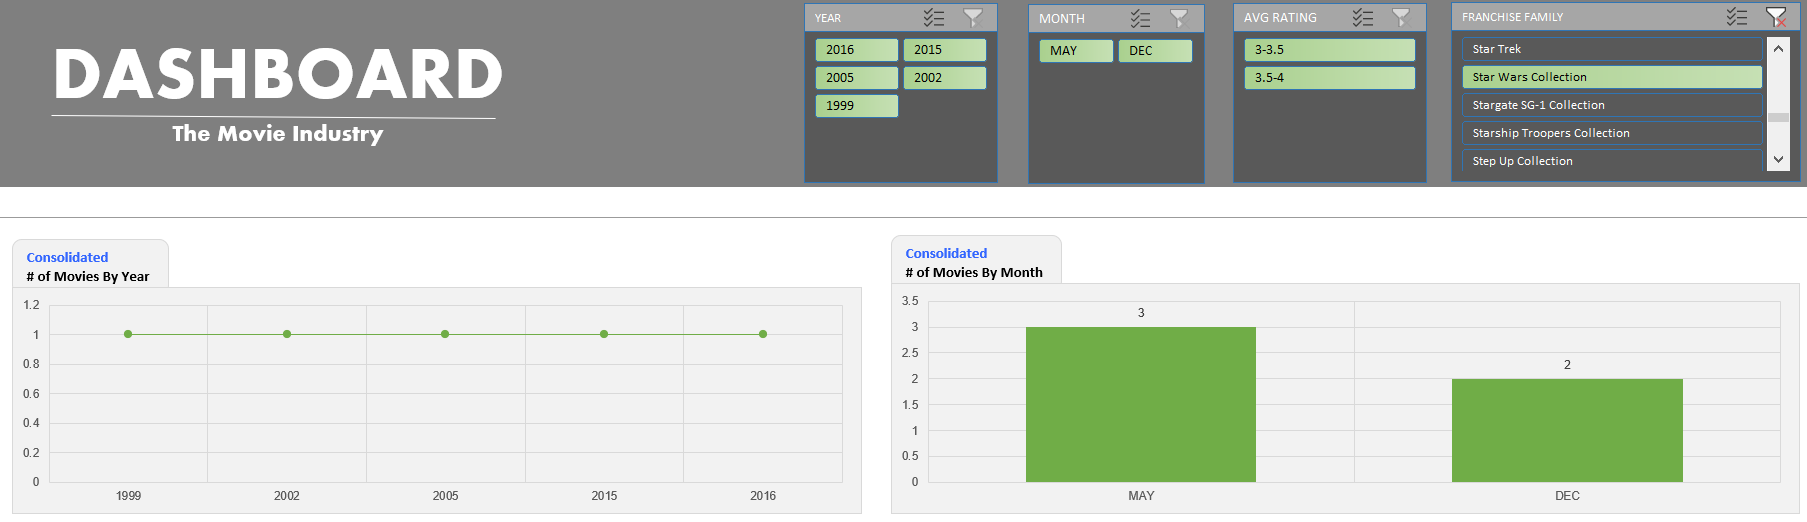 DASHBOARD
The Movie Industry
YEAR
2016 2015
2005 2002
1999
MONTH
MAY DEC
AVG RATING
3-3.5
3.5-4
FRANCHISE FAMILY
Star Trek
Star Wars Collection
Stargate SG-1 Collection
Starship Troopers Collection
Step Up Collection
Consolidated
# of Movies By Year
1.2
1
0.8
0.6
0.4
0.2
0
1999 2002 2005 2015 2016
Consolidated
# of Movies By Month
3.5
3
2.5
2
1.5
1
0.5
0
3
2
MAY DEC